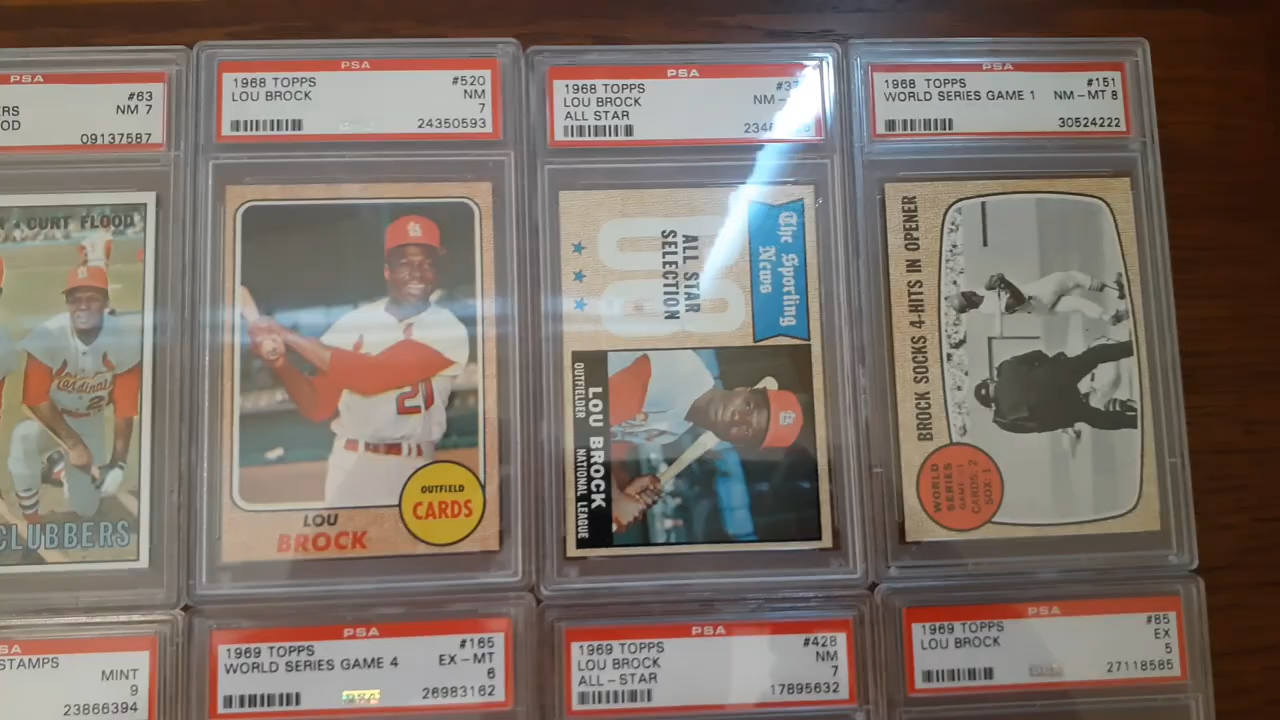 PSA
#63
ERS
NM 7
OD
09137587
CURT FLOOD
CLUBBERS
PSA
1968 TOPPS #520
LOU BROCK NM
7
24350593
21
OUTFIELD
CARDS
LOU
BROCK
PSA
1968 TOPPS
LOU BROCK NM-
ALL STAR
The Sporting
News
68
ALL STAR
SELECTION
LOU BROCK
OUTFIELDER NATIONAL LEAGUE
PSA
1968 TOPPS #151
WORLD SERIES GAME 1 NM-MT 8
30524222
BROCK SOCKS 4-HITS IN OPENER
WORLD
SERIES
GAME #1
CARDS: 2
SOX: 1
SA
STAMPS
MINT
9
23866394
PSA
1969 TOPPS #165
WORLD SERIES GAME 4 EX-MT
6
26983162
PSA
1969 TOPPS #428
LOU BROCK NM
ALL-STAR 7
17895632
PSA
1969 TOPPS #85
LOU BROCK EX
5
27118585